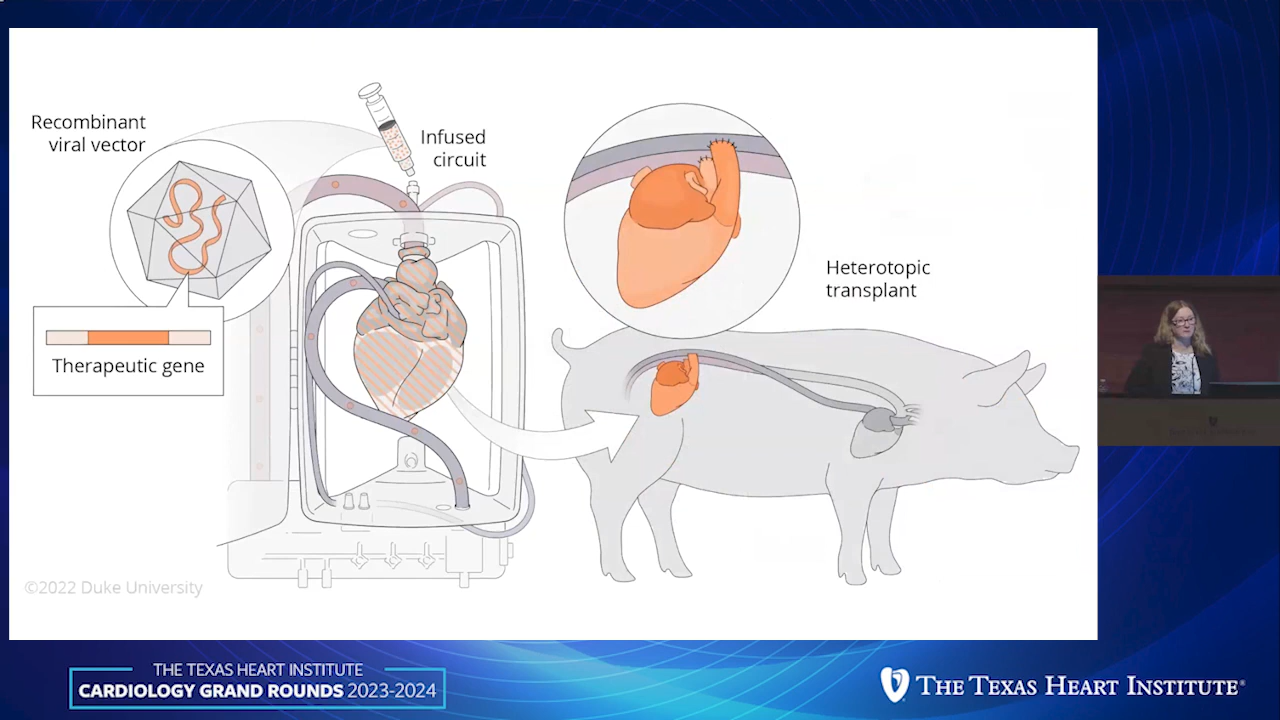 Recombinant
viral vector
Infused
circuit
Heterotopic
transplant
Therapeutic gene
©2022 Duke University
THE TEXAS HEART INSTITUTE
CARDIOLOGY GRAND ROUNDS 2023-2024
THE TEXAS HEART INSTITUTE®